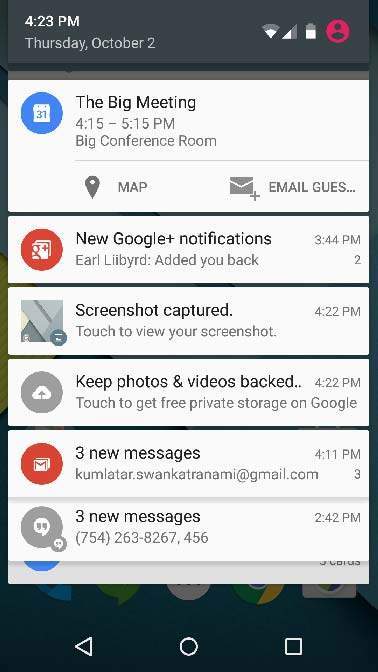 4:23 PM
Thursday, October 2
31
The Big Meeting
4:15 – 5:15 PM
Big Conference Room
MAP
EMAIL GUES...
New Google+ notifications 3:44 PM
Earl Liibyrd: Added you back 2
Screenshot captured. 4:22 PM
Touch to view your screenshot.
Keep photos & videos backed.. 4:22 PM
Touch to get free private storage on Google
3 new messages 4:11 PM
kumlatar.swankatranami@gmail.com 3
3 new messages 2:42 PM
(754) 263-8267, 456
5 cards